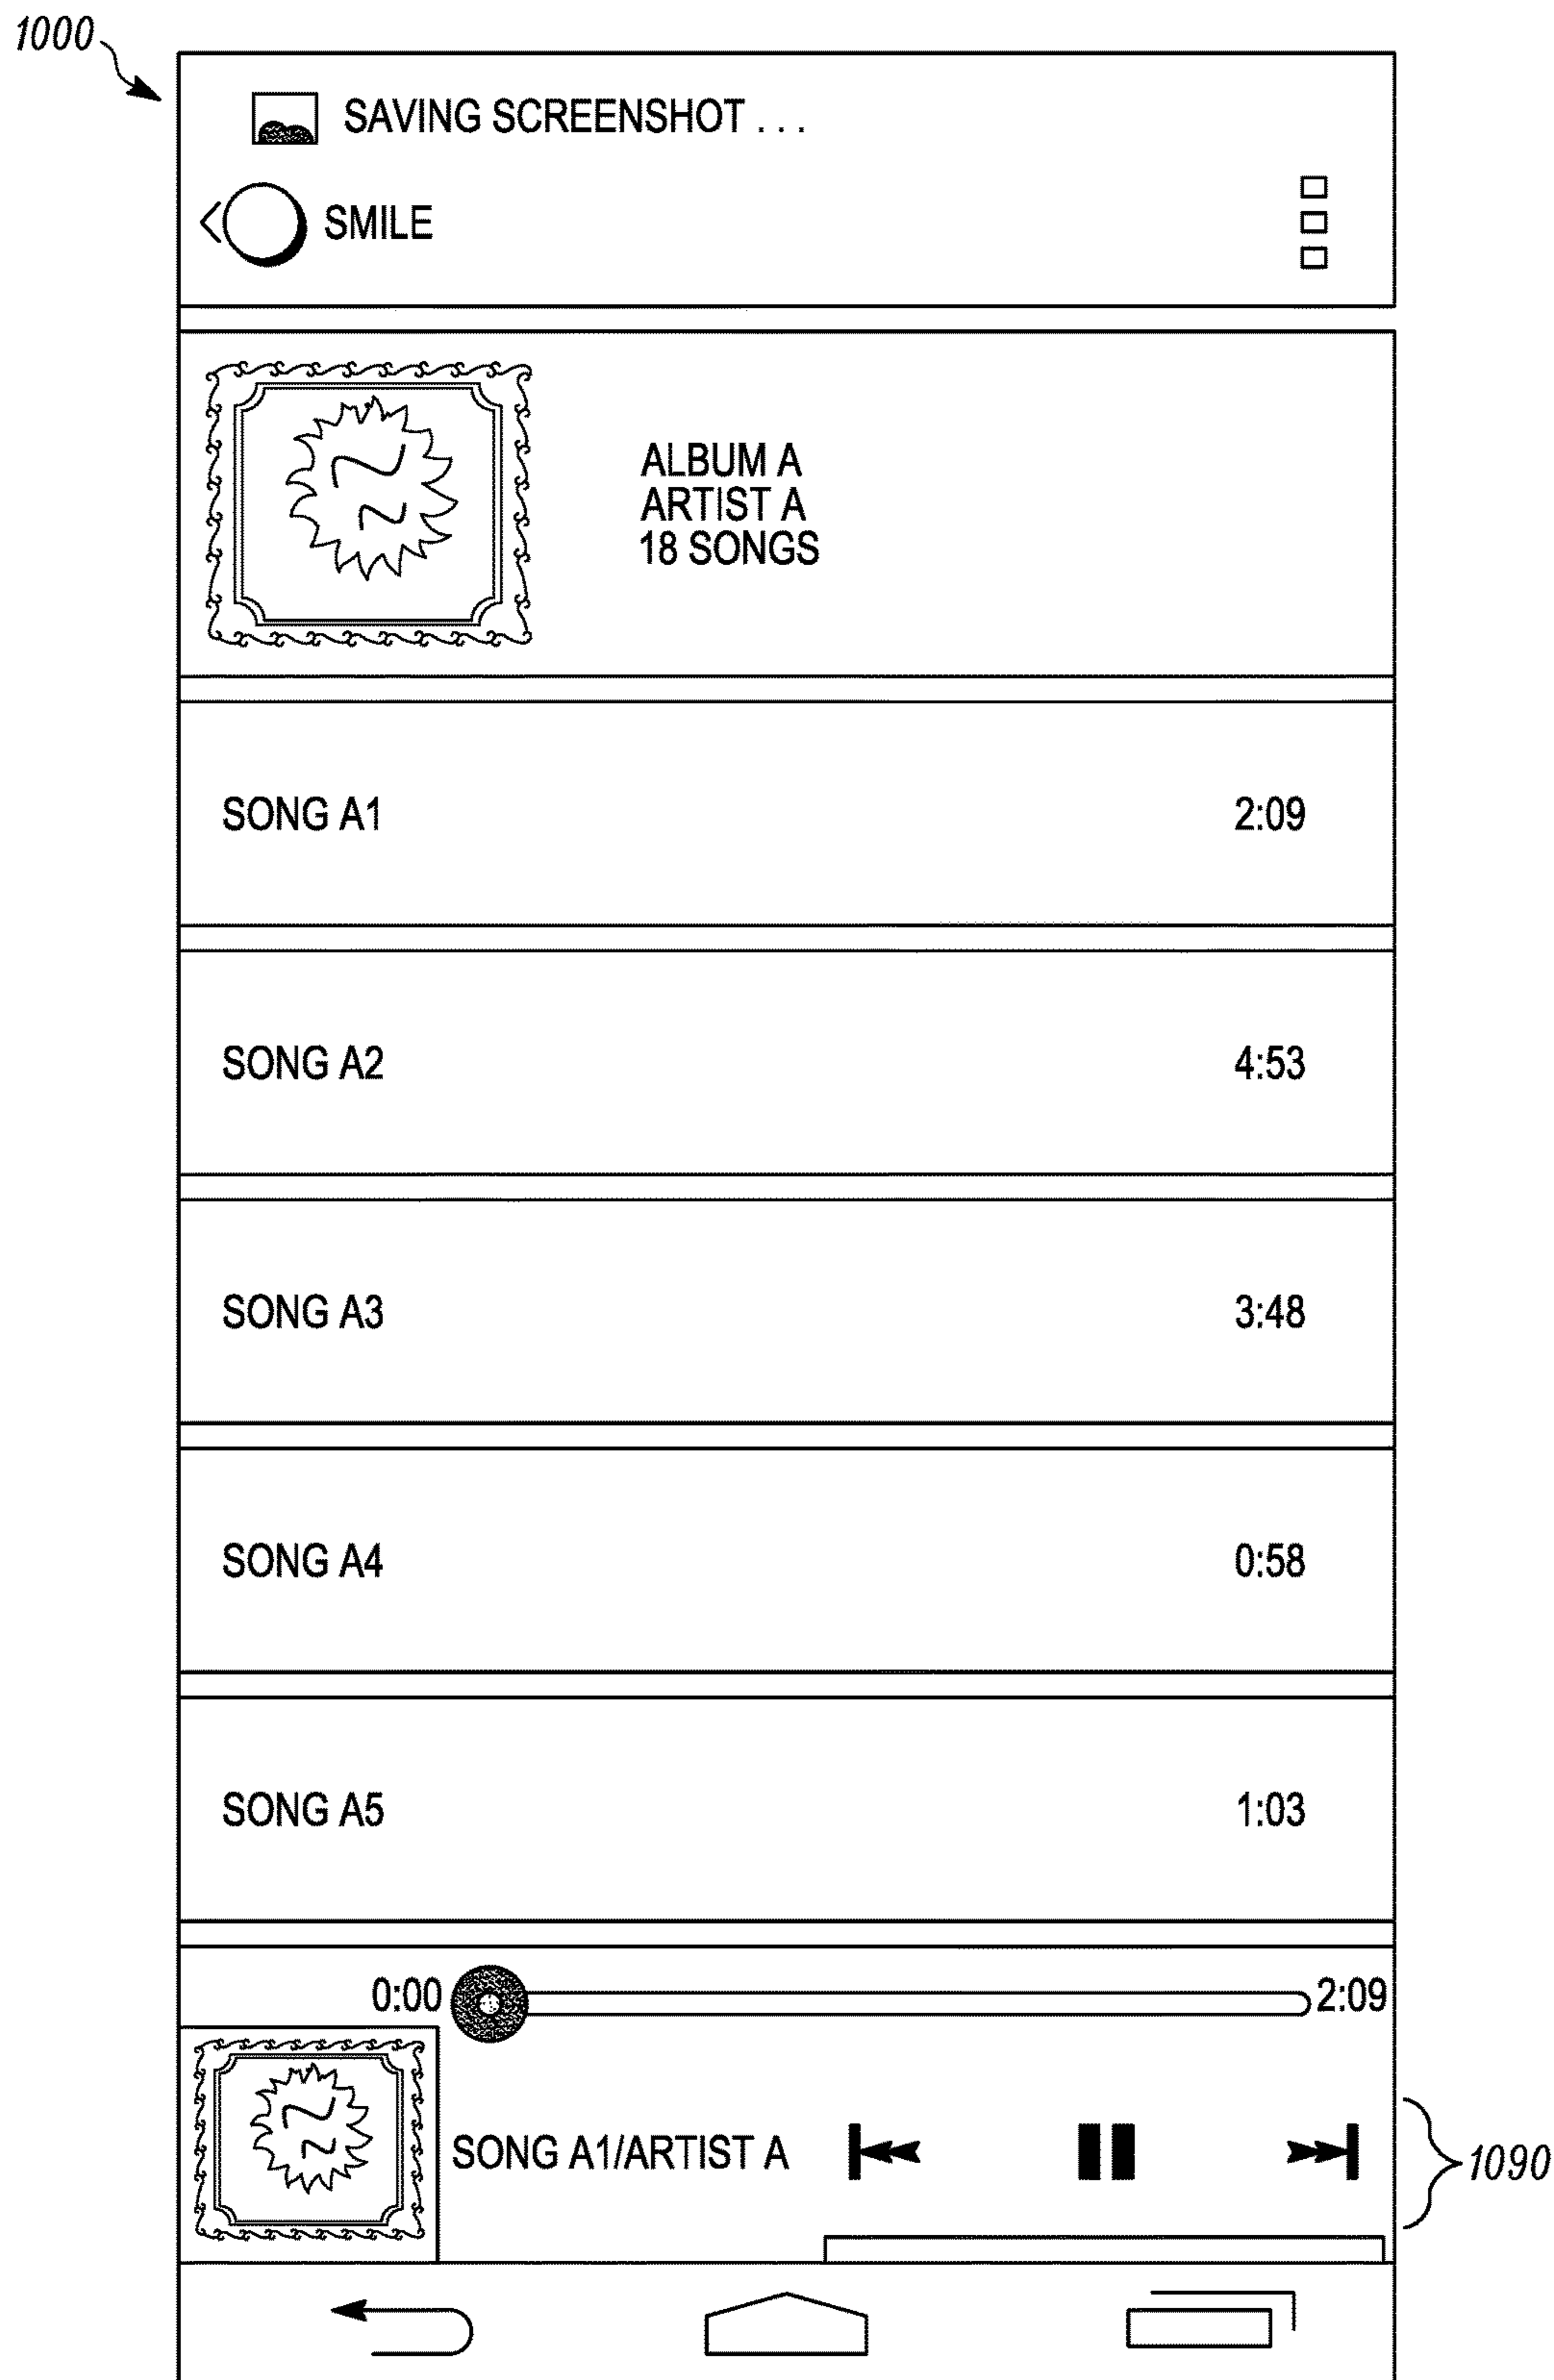 1000
SAVING SCREENSHOT . . .
SMILE
ALBUM A
ARTIST A
18 SONGS
SONG A1 2:09
SONG A2 4:53
SONG A3 3:48
SONG A4 0:58
SONG A5 1:03
0:00 2:09
SONG A1/ARTIST A
1090